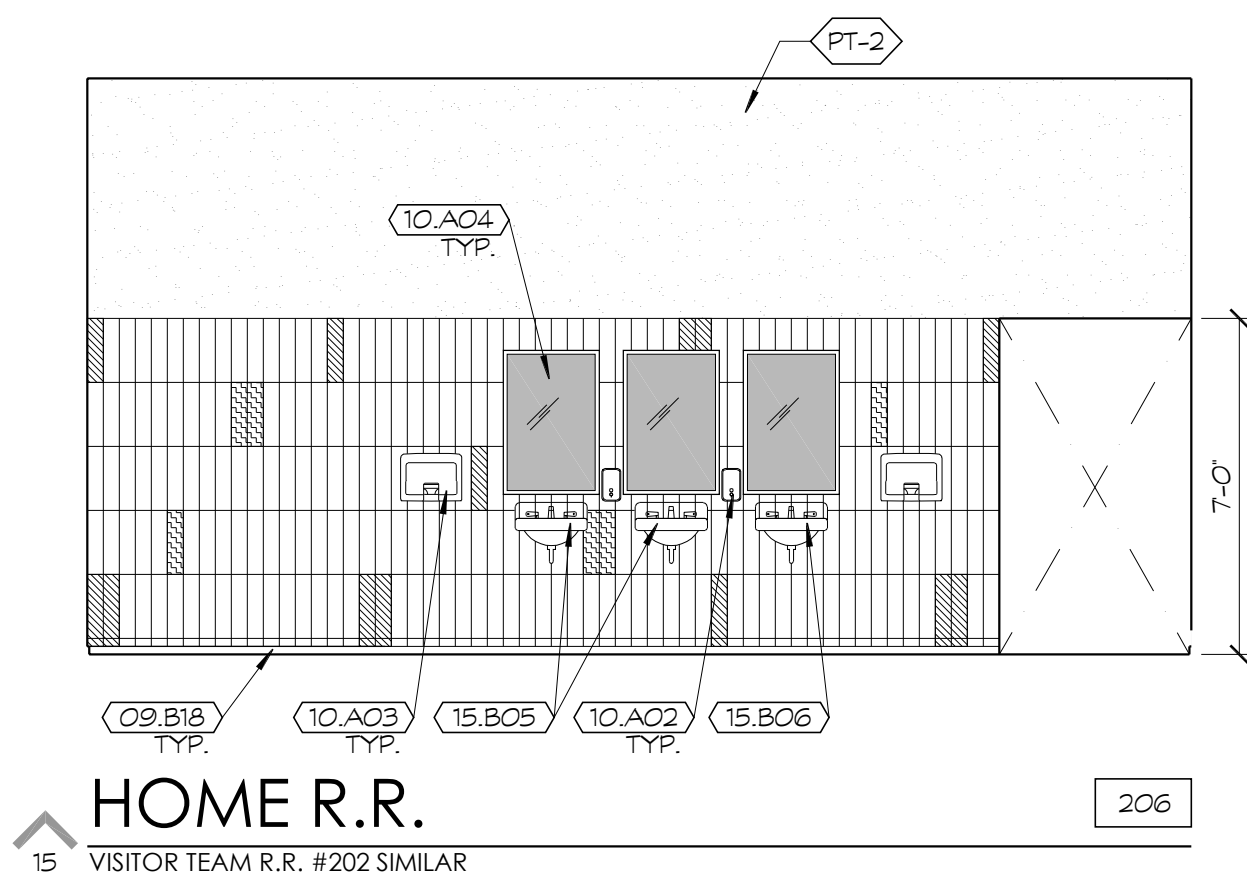 PT-2
10.A04
TYP.
7'-0"
09.B18
TYP.
10.A03
TYP.
15.B05
10.A02
TYP.
15.B06
HOME R.R.
206
15
VISITOR TEAM R.R. #202 SIMILAR